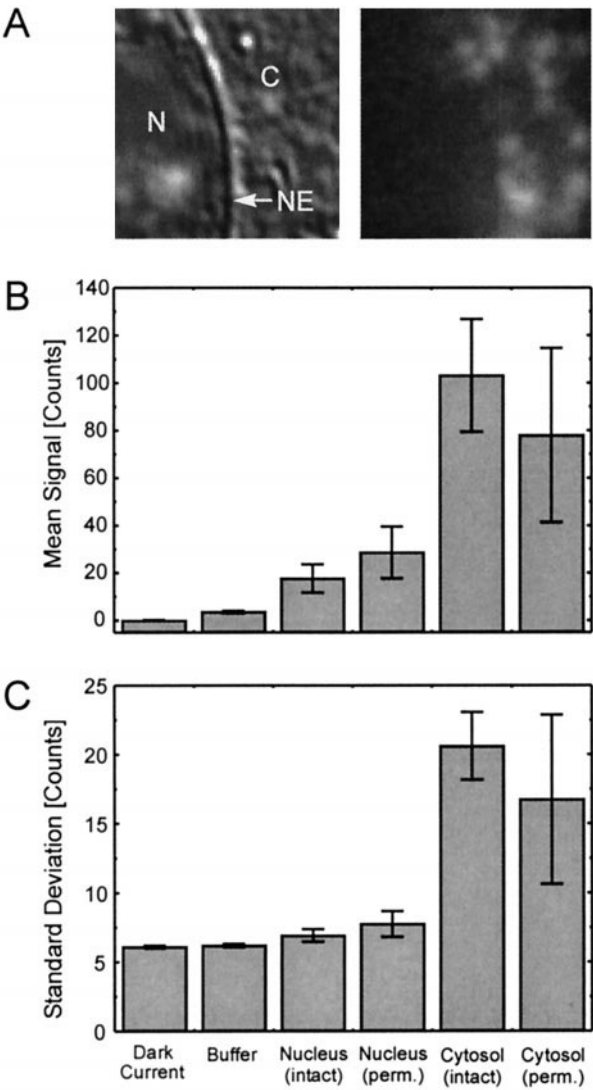 A
N
C
NE
B
Mean Signal [Counts]
140
120
100
80
60
40
20
0
C
Standard Deviation [Counts]
25
20
15
10
5
0
Dark Current
Buffer
Nucleus (intact)
Nucleus (perm.)
Cytosol (intact)
Cytosol (perm.)